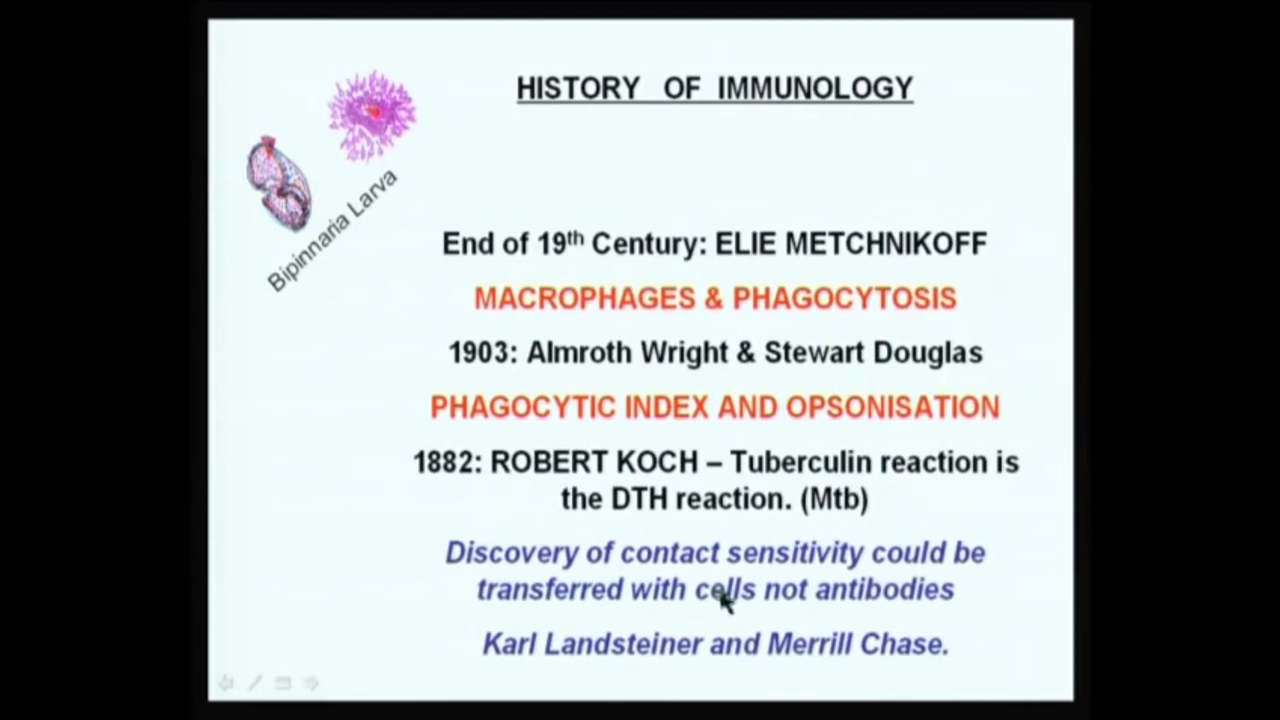 HISTORY OF IMMUNOLOGY
Bipinnaria Larva
End of 19th Century: ELIE METCHNIKOFF
MACROPHAGES & PHAGOCYTOSIS
1903: Almroth Wright & Stewart Douglas
PHAGOCYTIC INDEX AND OPSONISATION
1882: ROBERT KOCH – Tuberculin reaction is
the DTH reaction. (Mtb)
Discovery of contact sensitivity could be
transferred with cells not antibodies
Karl Landsteiner and Merrill Chase.